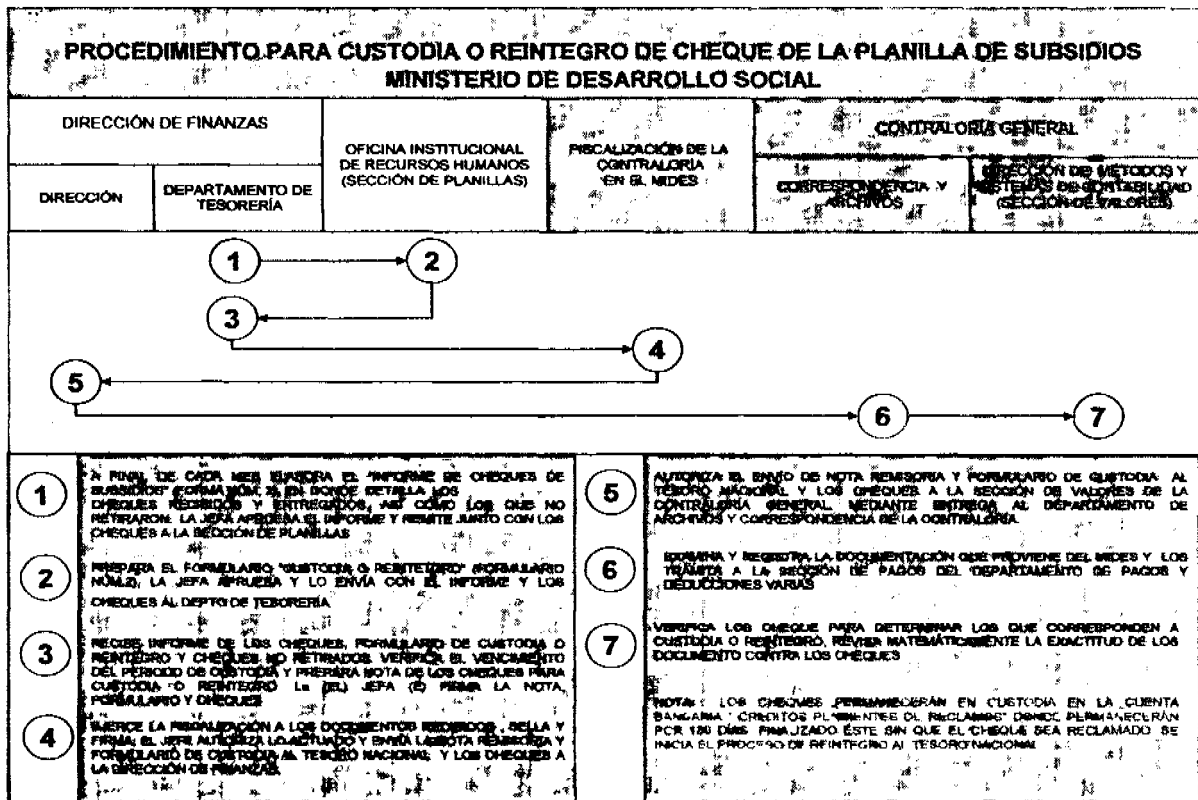 PROCEDIMIENTO PARA CUSTODIA O REINTEGRO DE CHEQUE DE LA PLANILLA DE SUBSIDIOS
MINISTERIO DE DESARROLLO SOCIAL
DIRECCIÓN DE FINANZAS
OFICINA INSTITUCIONAL
DE RECURSOS HUMANOS
(SECCIÓN DE PLANILLAS)
FISCALIZACIÓN DE LA
CONTRALORÍA
EN EL MIDES
CONTRALORÍA GENERAL
DIRECCIÓN
DEPARTAMENTO DE
TESORERÍA
CORRESPONDENCIA Y
ARCHIVOS
DIRECCIÓN DE MÉTODOS Y
SISTEMAS DE CONTABILIDAD
(SECCIÓN DE VALORES)
1
2
3
4
5
6
7
1
A FINAL DE CADA MES ELABORA EL "INFORME DE CHEQUES DE
SUBSIDIOS" (FORMA NÚM. EN DONDE DETALLA LOS
CHEQUES RECIBIDOS Y ENTREGADOS, ASÍ COMO LOS QUE NO
RETIRARON. LA JEFA APRUEBA EL INFORME Y REMITE JUNTO CON LOS
CHEQUES A LA SECCIÓN DE PLANILLAS
2
PREPARA EL FORMULARIO "CUSTODIA O REINTETGRO" (FORMULARIO
NÚM.2), LA JEFA APRUEBA Y LO ENVÍA CON EL INFORME Y LOS
CHEQUES AL DEPTO DE TESORERÍA
3
RECIBE INFORME DE LOS CHEQUES, FORMULARIO DE CUSTODIA O
REINTEGRO Y CHEQUES NO RETIRADOS. VERIFICA EL VENCIMIENTO
DEL PERIODO DE CUSTODIA Y PREPARA NOTA DE LOS CHEQUES PARA
CUSTODIA O REINTEGRO. La (EL) JEFA (E) FIRMA LA NOTA,
FORMULARIO Y CHEQUES
4
EJERCE LA FISCALIZACIÓN A LOS DOCUMENTOS RECIBIDOS, SELLA Y
FIRMA, EL JEFE AUTORIZA LO ACTUADO Y ENVÍA LA NOTA REMISORIA Y
FORMULARIO DE CUSTODIA AL TESORO NACIONAL, Y LOS CHEQUES A
LA DIRECCIÓN DE FINANZAS.
5
AUTORIZA EL ENVÍO DE NOTA REMISORIA Y FORMULARIO DE CUSTODIA AL
TESORO NACIONAL Y LOS CHEQUES A LA SECCIÓN DE VALORES DE LA
CONTRALORÍA GENERAL, MEDIANTE ENTREGA AL DEPARTAMENTO DE
ARCHIVOS Y CORRESPONDENCIA DE LA CONTRALORÍA.
6
EXAMINA Y REGISTRA LA DOCUMENTACIÓN QUE PROVIENE DEL MIDES Y LOS
TRÁMITA A LA SECCIÓN DE PAGOS DEL DEPARTAMENTO DE PAGOS Y
DEDUCCIONES VARIAS
7
VERIFICA LOS CHEQUE PARA DETERMINAR LOS QUE CORRESPONDEN A
CUSTODIA O REINTEGRO, REVISA MATEMÁTICAMENTE LA EXACTITUD DE LOS
DOCUMENTO CONTRA LOS CHEQUES
NOTA: LOS CHEQUES PERMANECERÁN EN CUSTODIA EN LA CUENTA
BANCARIA "CRÉDITOS PENDIENTES DE RECLAMOS" DONDE PERMANECERÁN
POR 180 DÍAS. FINALIZADO ÉSTE SIN QUE EL CHEQUE SEA RECLAMADO SE
INICIA EL PROCESO DE REINTEGRO AL TESORO NACIONAL